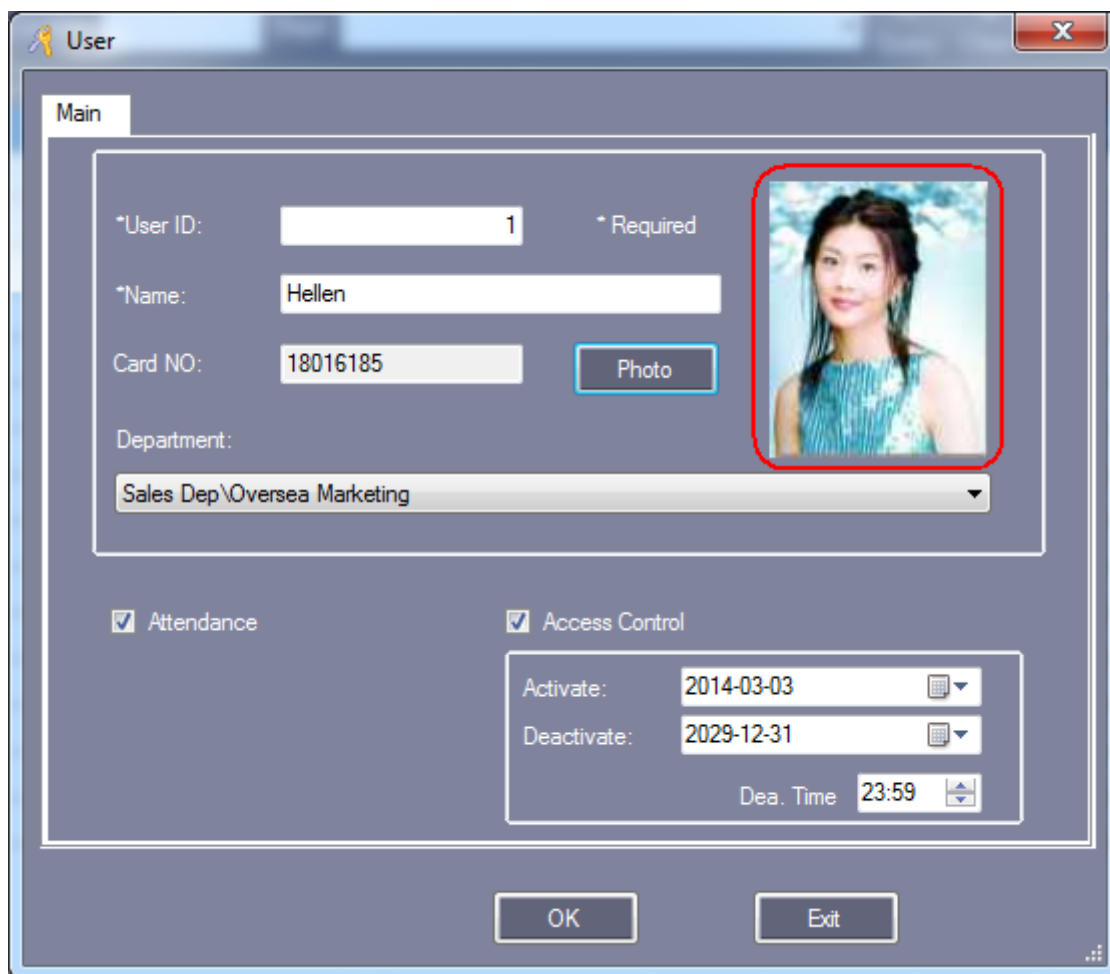 User
Main
*User ID: 1 * Required
*Name: Hellen
Card NO: 18016185 Photo
Department:
Sales Dep\Oversea Marketing
Attendance Access Control
Activate: 2014-03-03
Deactivate: 2029-12-31
Dea. Time 23:59
OK Exit